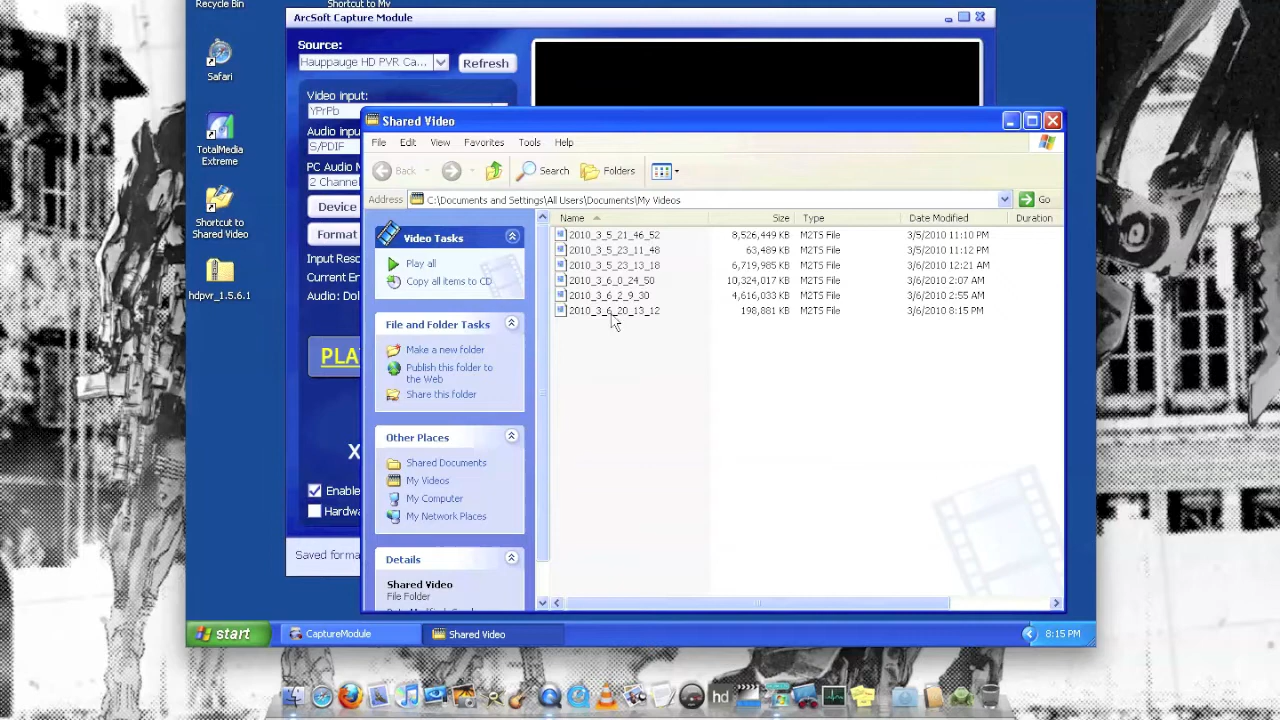 Recycle Bin
Shortcut to My
Safari
TotalMedia
Extreme
Shortcut to
Shared Video
hdpvr_1.5.6.1
ArcSoft Capture Module
Source:
Hauppauge HD PVR Ca...
Refresh
Video input:
YPrPb
Audio inpu
S/PDIF
PC Audio M
2 Channel
Device
Format
Input Reso
Current En
Audio: Dol
PLA
X
Enable
Hardwa
Saved forma
Shared Video
File Edit View Favorites Tools Help
Back Search Folders
Address C:\Documents and Settings\All Users\Documents\My Videos Go
Video Tasks
Play all
Copy all items to CD
File and Folder Tasks
Make a new folder
Publish this folder to
the Web
Share this folder
Other Places
Shared Documents
My Videos
My Computer
My Network Places
Details
Shared Video
File Folder
Name Size Type Date Modified Duration
2010_3_5_21_46_52 8,526,449 KB M2TS File 3/5/2010 11:10 PM
2010_3_5_23_11_48 63,489 KB M2TS File 3/5/2010 11:12 PM
2010_3_5_23_13_18 6,719,985 KB M2TS File 3/6/2010 12:21 AM
2010_3_6_0_24_50 10,324,017 KB M2TS File 3/6/2010 2:07 AM
2010_3_6_2_9_30 4,616,033 KB M2TS File 3/6/2010 2:55 AM
2010_3_6_20_13_12 198,881 KB M2TS File 3/6/2010 8:15 PM
start CaptureModule Shared Video 8:15 PM
hd